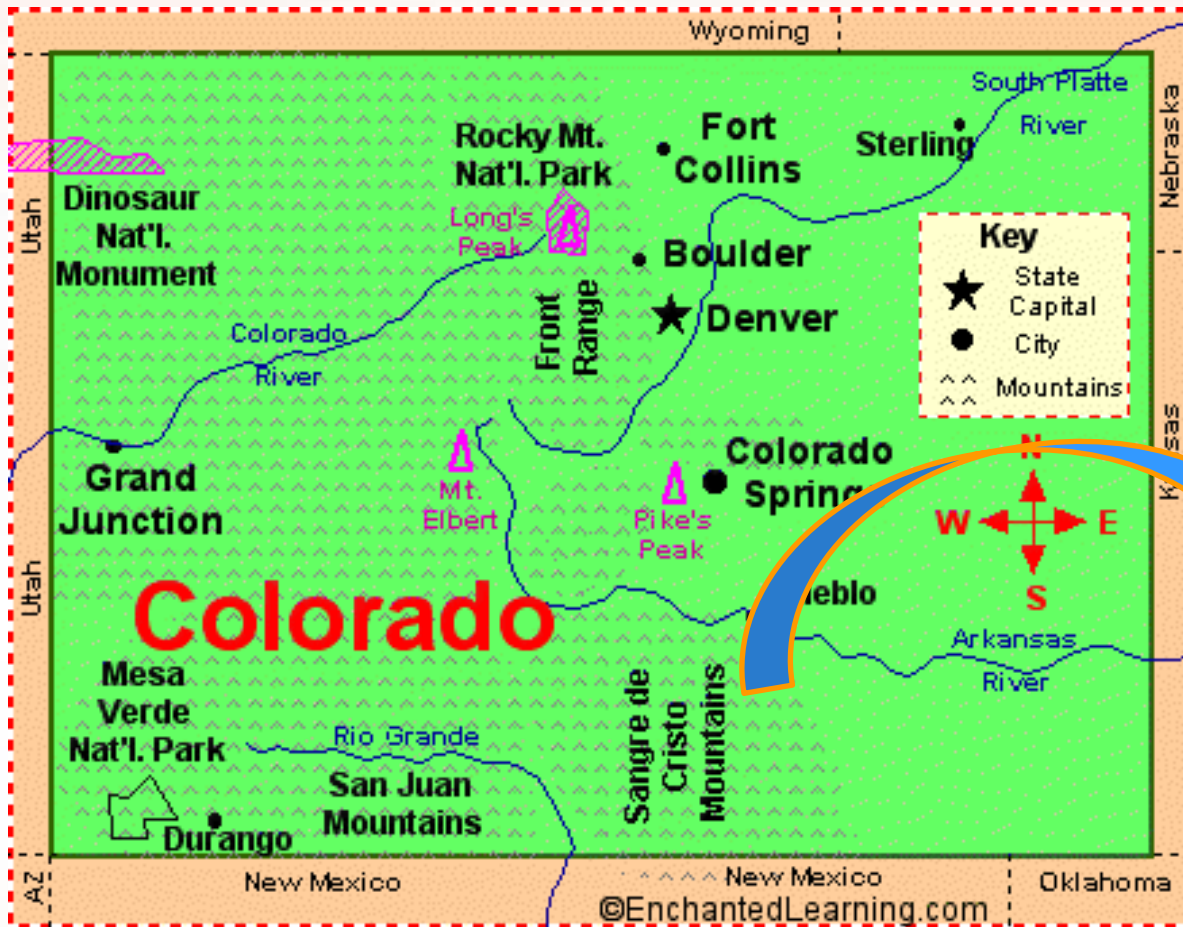 Wyoming
South Platte
River
Nebraska
Fort
Collins
Sterling
Rocky Mt.
Nat'l. Park
Long's
Peak
Utah
Dinosaur
Nat'l.
Monument
Boulder
Denver
Front
Range
Key
State
Capital
City
Mountains
Colorado
River
Grand
Junction
Mt.
Elbert
Colorado
Pike's
Peak
N
W
E
S
Utah
Colorado
Arkansas
River
Mesa
Verde
Nat'l. Park
Sangre de
Cristo
Mountains
Rio Grande
San Juan
Mountains
Durango
AZ
New Mexico
New Mexico
Oklahoma
©EnchantedLearning.com